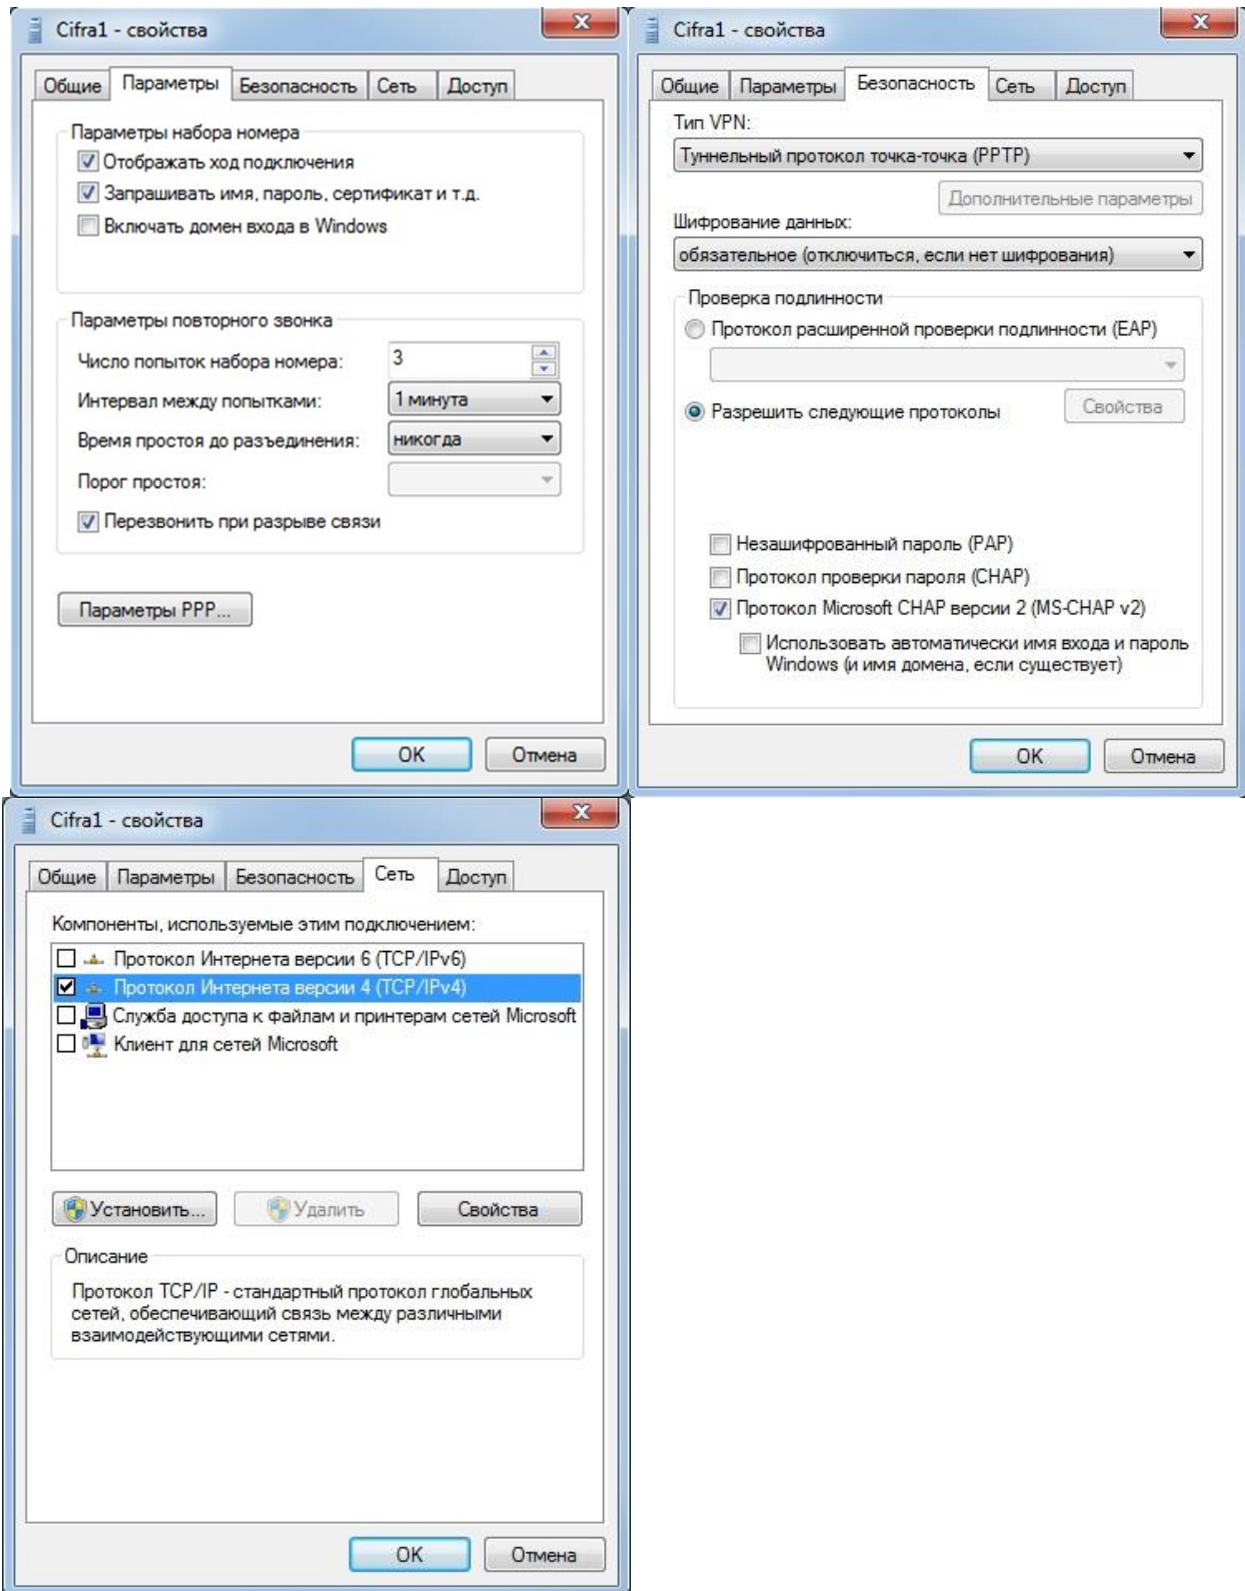 Cifra1 - свойства
Общие
Параметры
Безопасность
Сеть
Доступ
Параметры набора номера
Отображать ход подключения
Запрашивать имя, пароль, сертификат и т.д.
Включать домен входа в Windows
Параметры повторного звонка
Число попыток набора номера:
3
Интервал между попытками:
1 минута
Время простоя до разъединения:
никогда
Порог простоя:
Перезвонить при разрыве связи
Параметры PPP...
OK
Отмена
Cifra1 - свойства
Общие
Параметры
Безопасность
Сеть
Доступ
Тип VPN:
Туннельный протокол точка-точка (PPTP)
Дополнительные параметры
Шифрование данных:
обязательное (отключиться, если нет шифрования)
Проверка подлинности
Протокол расширенной проверки подлинности (EAP)
Разрешить следующие протоколы
Свойства
Незашифрованный пароль (PAP)
Протокол проверки пароля (CHAP)
Протокол Microsoft CHAP версии 2 (MS-CHAP v2)
Использовать автоматически имя входа и пароль
Windows (и имя домена, если существует)
OK
Отмена
Cifra1 - свойства
Общие
Параметры
Безопасность
Сеть
Доступ
Компоненты, используемые этим подключением:
Протокол Интернета версии 6 (TCP/IPv6)
Протокол Интернета версии 4 (TCP/IPv4)
Служба доступа к файлам и принтерам сетей Microsoft
Клиент для сетей Microsoft
Установить...
Удалить
Свойства
Описание
Протокол TCP/IP - стандартный протокол глобальных
сетей, обеспечивающий связь между различными
взаимодействующими сетями.
OK
Отмена